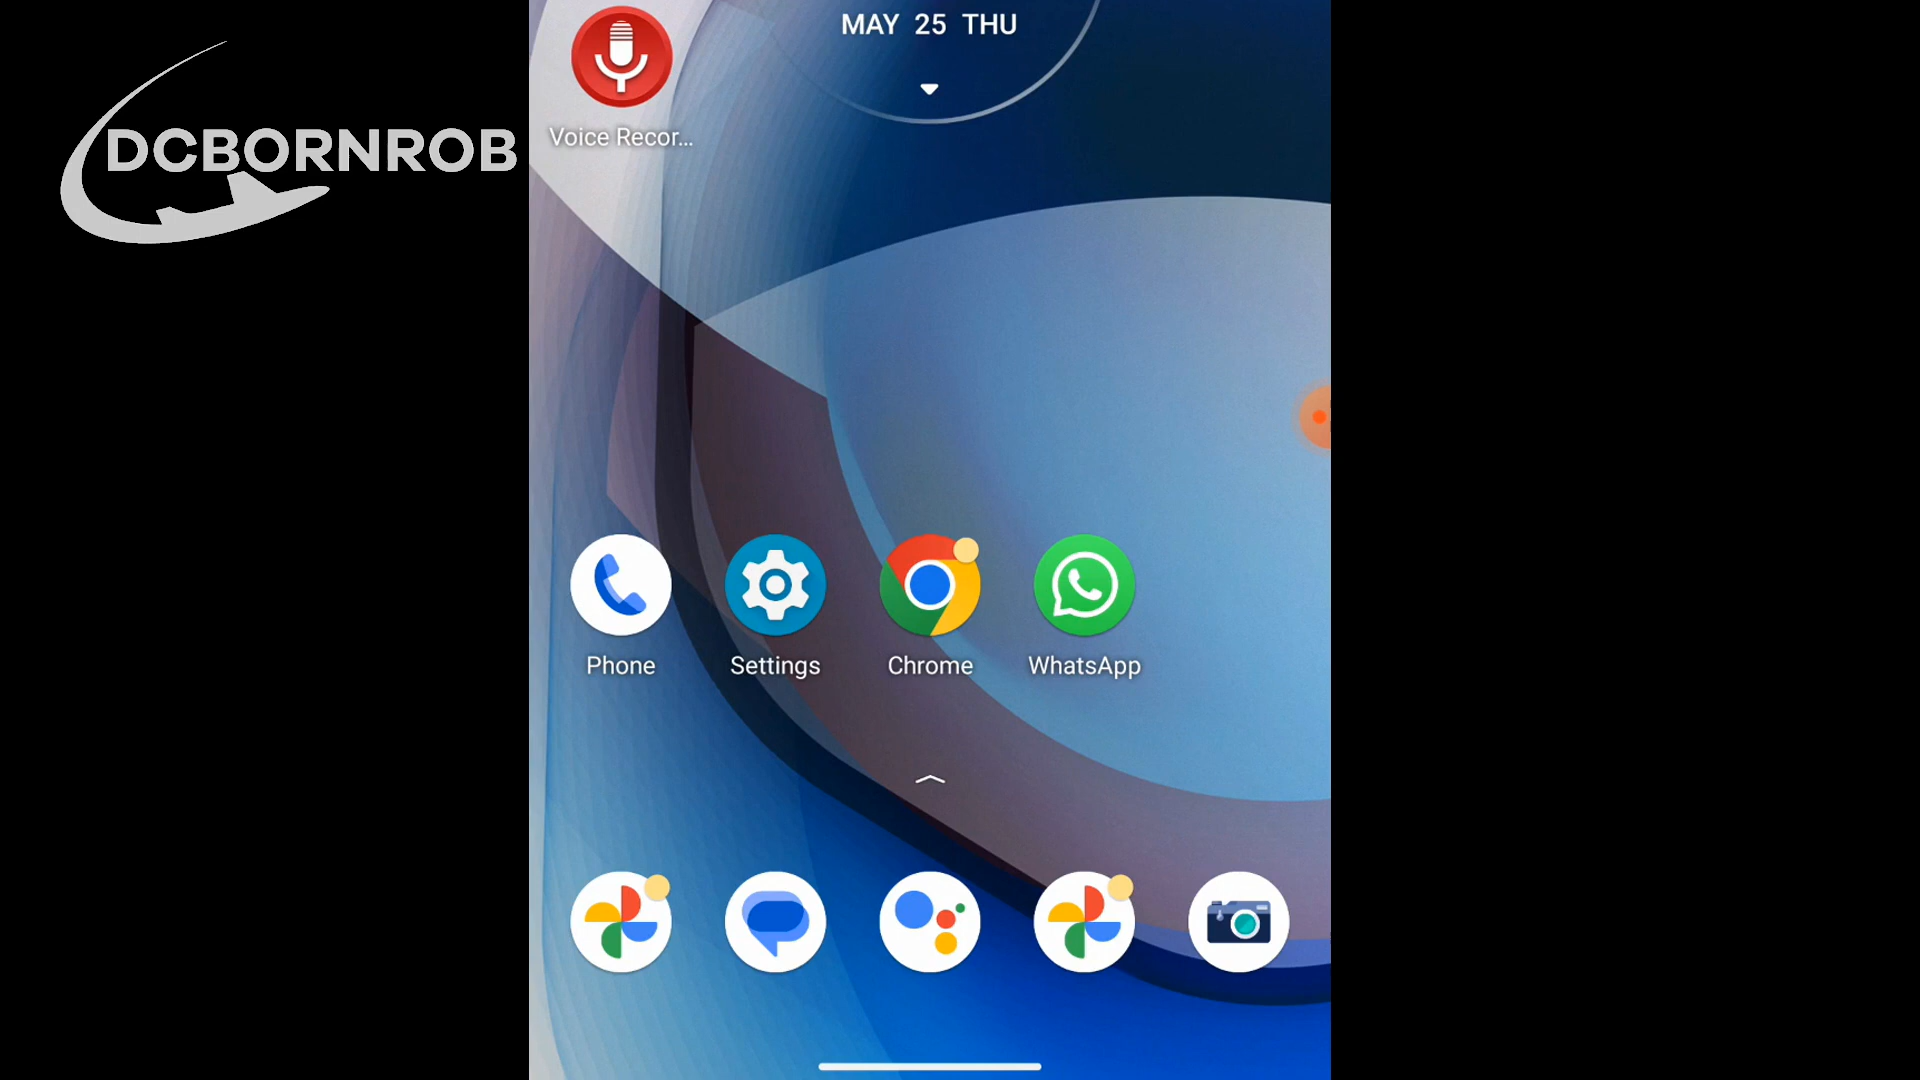 DCBORNROB
MAY 25 THU
Voice Recor...
Phone
Settings
Chrome
WhatsApp